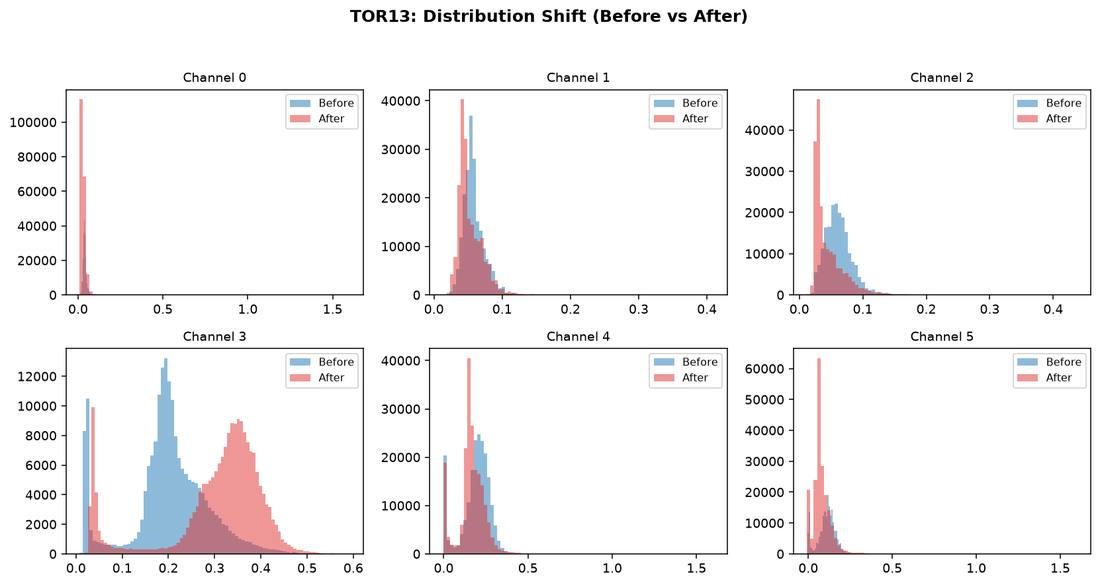 TOR13: Distribution Shift (Before vs After)
Channel 0
Before
After
100000
80000
60000
40000
20000
0
0.0 0.5 1.0 1.5
Channel 1
Before
After
40000
30000
20000
10000
0
0.0 0.1 0.2 0.3 0.4
Channel 2
Before
After
40000
30000
20000
10000
0
0.0 0.1 0.2 0.3 0.4
Channel 3
Before
After
12000
10000
8000
6000
4000
2000
0
0.0 0.1 0.2 0.3 0.4 0.5 0.6
Channel 4
Before
After
40000
30000
20000
10000
0
0.0 0.5 1.0 1.5
Channel 5
Before
After
60000
50000
40000
30000
20000
10000
0
0.0 0.5 1.0 1.5